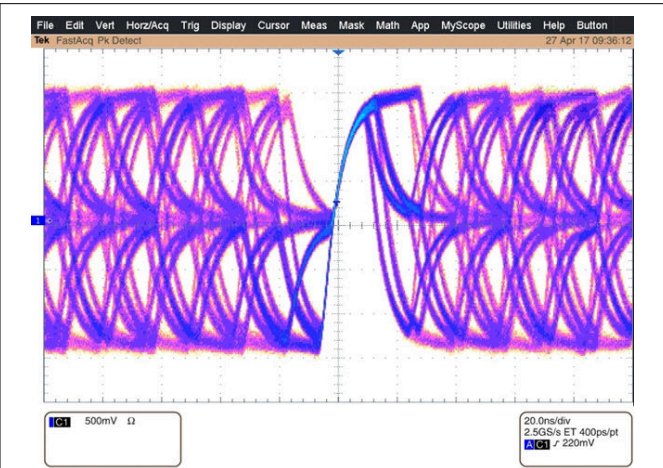 File Edit Vert Horz/Acq Trig Display Cursor Meas Mask Math App MyScope Utilities Help Button
Tek FastAcq Pk Detect 27 Apr 17 09:36:12
1
C1 500mV Ω
20.0ns/div
2.5GS/s ET 400ps/pt
A C1 ∫ 220mV